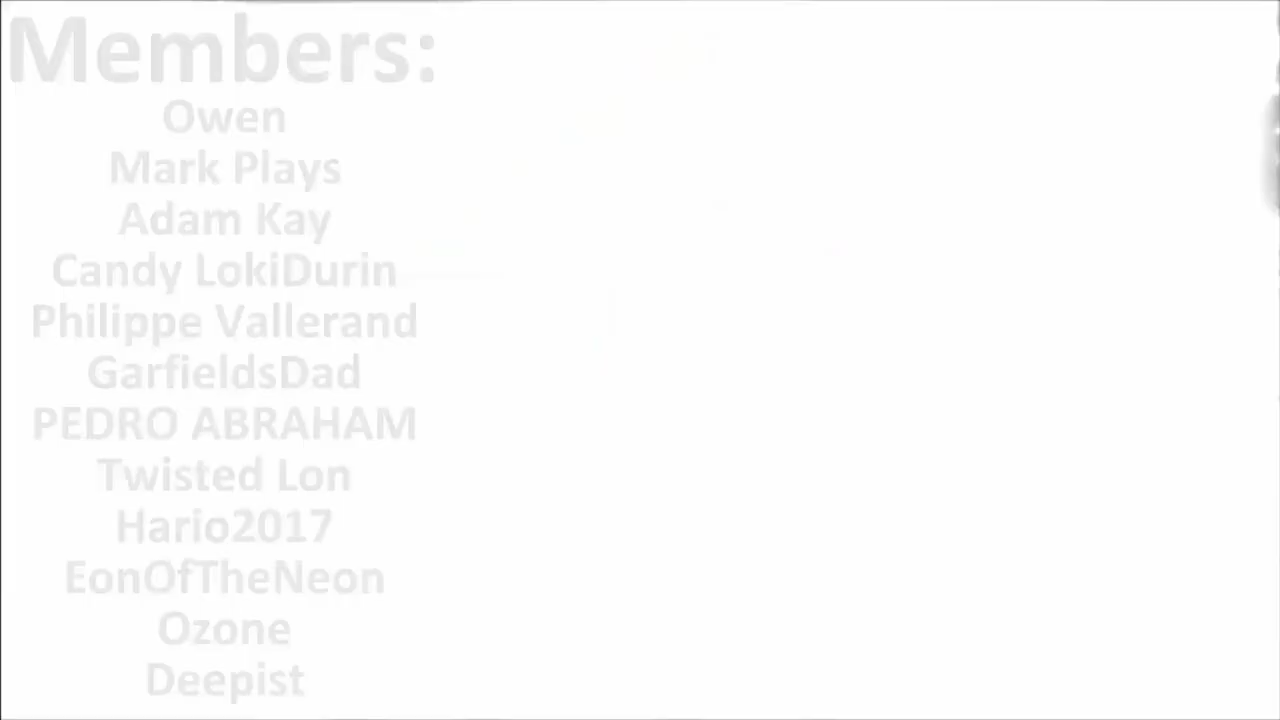 Members:
Owen
Mark Plays
Adam Kay
Candy LokiDurin
Philippe Vallerand
GarfieldsDad
PEDRO ABRAHAM
Twisted Lon
Hario2017
EonOfTheNeon
Ozone
Deepist